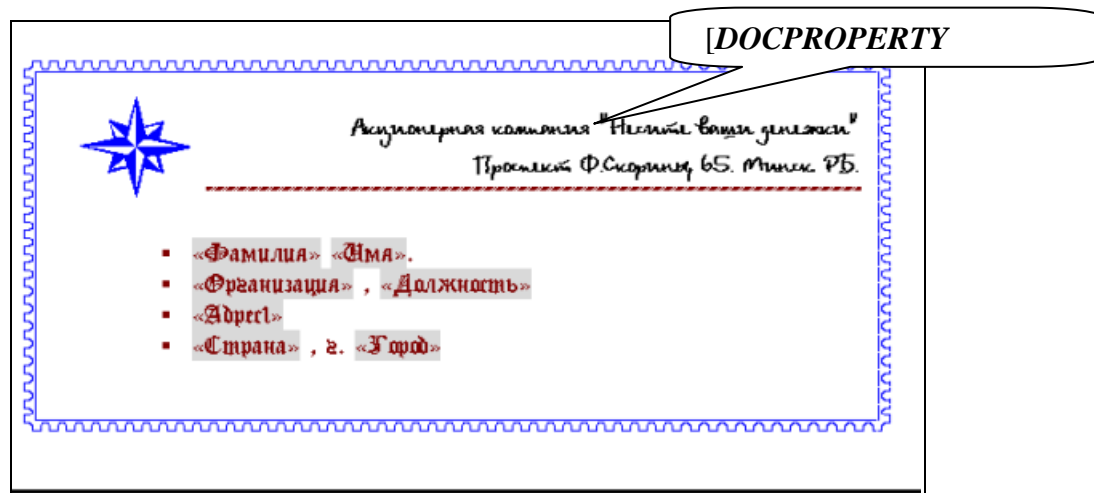 [DOCPROPERTY
Акционерная компания "Несите ваши денежки"
Проспект Ф.Скорины, 65. Минск. РБ.
▪ «Фамилия» «Имя».
▪ «Организация» , «Должность»
▪ «Адрес1»
▪ «Страна» , г. «Город»